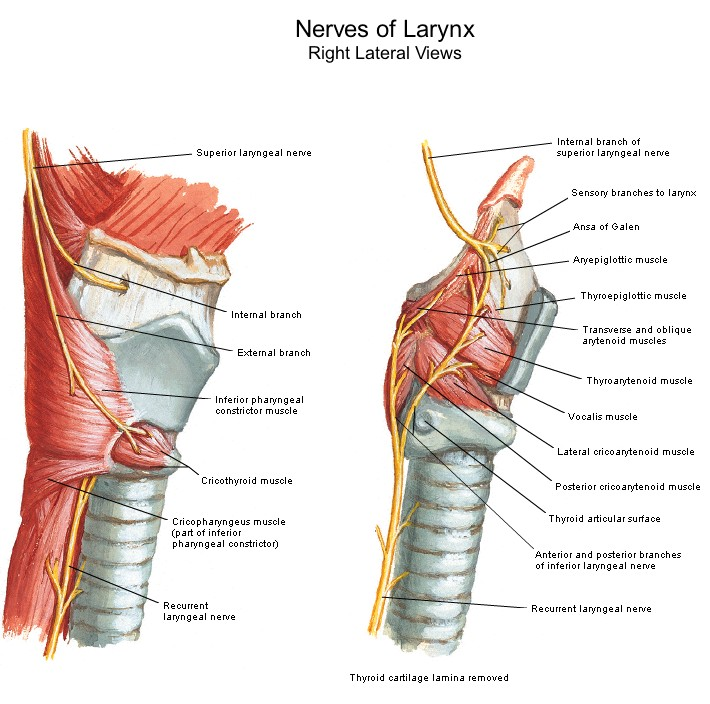 Nerves of Larynx
Right Lateral Views
Superior laryngeal nerve
Internal branch
External branch
Inferior pharyngeal
constrictor muscle
Cricothyroid muscle
Cricopharyngeus muscle
(part of inferior
pharyngeal constrictor)
Recurrent
laryngeal nerve
Internal branch of
superior laryngeal nerve
Sensory branches to larynx
Ansa of Galen
Aryepiglottic muscle
Thyroepiglottic muscle
Transverse and oblique
arytenoid muscles
Thyroarytenoid muscle
Vocalis muscle
Lateral cricoarytenoid muscle
Posterior cricoarytenoid muscle
Thyroid articular surface
Anterior and posterior branches
of inferior laryngeal nerve
Recurrent laryngeal nerve
Thyroid cartilage lamina removed